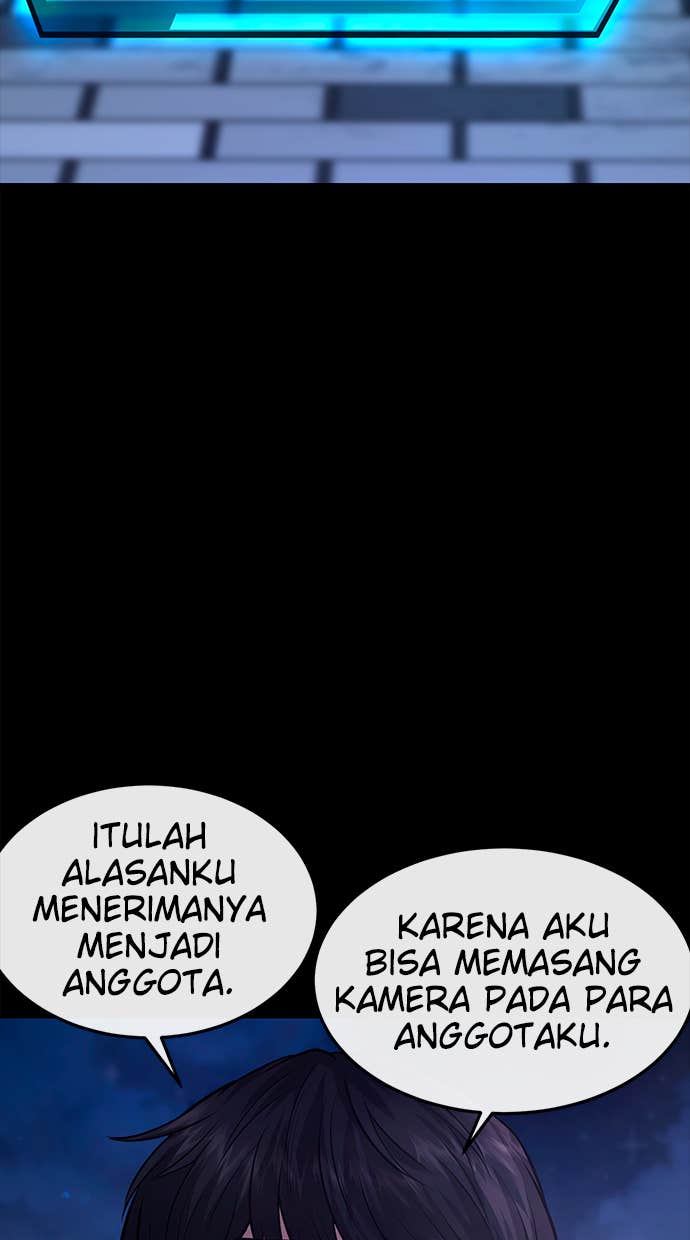 ITULAH
ALASANKU
MENERIMANYA
MENJADI
ANGGOTA.
KARENA AKU
BISA MEMASANG
KAMERA PADA PARA
ANGGOTAKU.